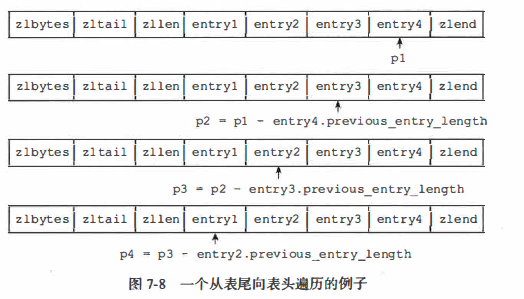 zlbytes zltail zllen entry1 entry2 entry3 entry4 zlend
p1
zlbytes zltail zllen entry1 entry2 entry3 entry4 zlend
p2 = p1 - entry4.previous_entry_length
zlbytes zltail zllen entry1 entry2 entry3 entry4 zlend
p3 = p2 - entry3.previous_entry_length
zlbytes zltail zllen entry1 entry2 entry3 entry4 zlend
p4 = p3 - entry2.previous_entry_length
图 7-8 一个从表尾向表头遍历的例子